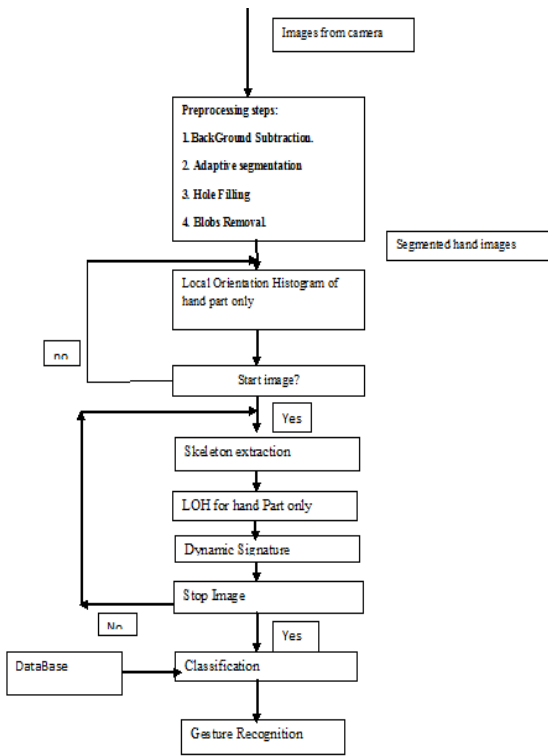 Images from camera
Preprocessing steps:
1.BackGround Subtraction.
2. Adaptive segmentation
3. Hole Filling
4. Blobs Removal.
Segmented hand images
Local Orientation Histogram of
hand part only
no
Start image?
Yes
Skeleton extraction
LOH for hand Part only
Dynamic Signature
Stop Image
No
Yes
DataBase
Classification
Gesture Recognition